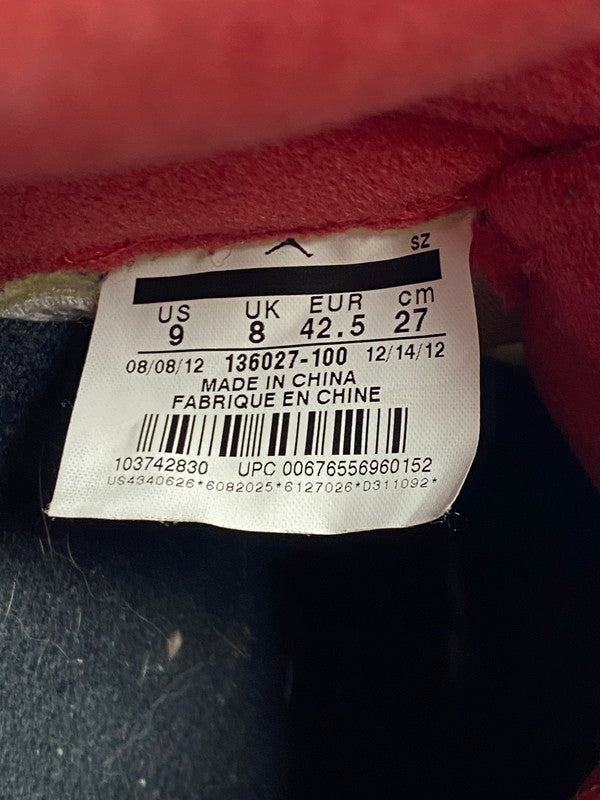 SZ
US UK EUR cm
9 8 42.5 27
08/08/12 136027-100 12/14/12
MADE IN CHINA
FABRIQUE EN CHINE
103742830 UPC 00676556960152
US4340626*6082025*6127026*D311092*